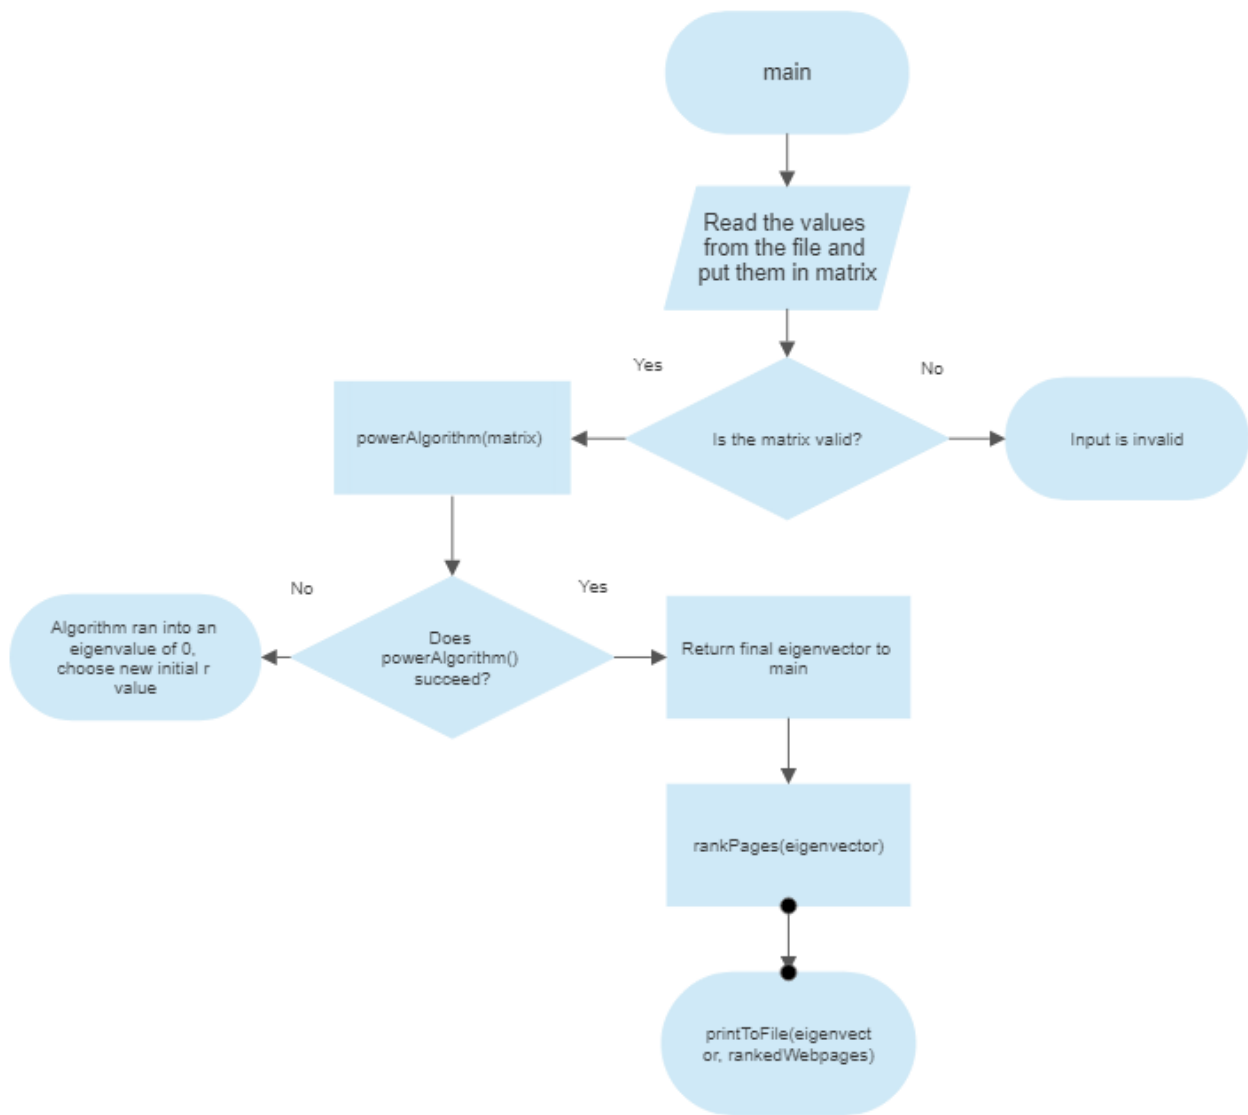 main
Read the values
from the file and
put them in matrix
Yes
No
powerAlgorithm(matrix)
Is the matrix valid?
Input is invalid
No
Yes
Algorithm ran into an
eigenvalue of 0,
choose new initial r
value
Does
powerAlgorithm()
succeed?
Return final eigenvector to
main
rankPages(eigenvector)
printToFile(eigenvect
or, rankedWebpages)